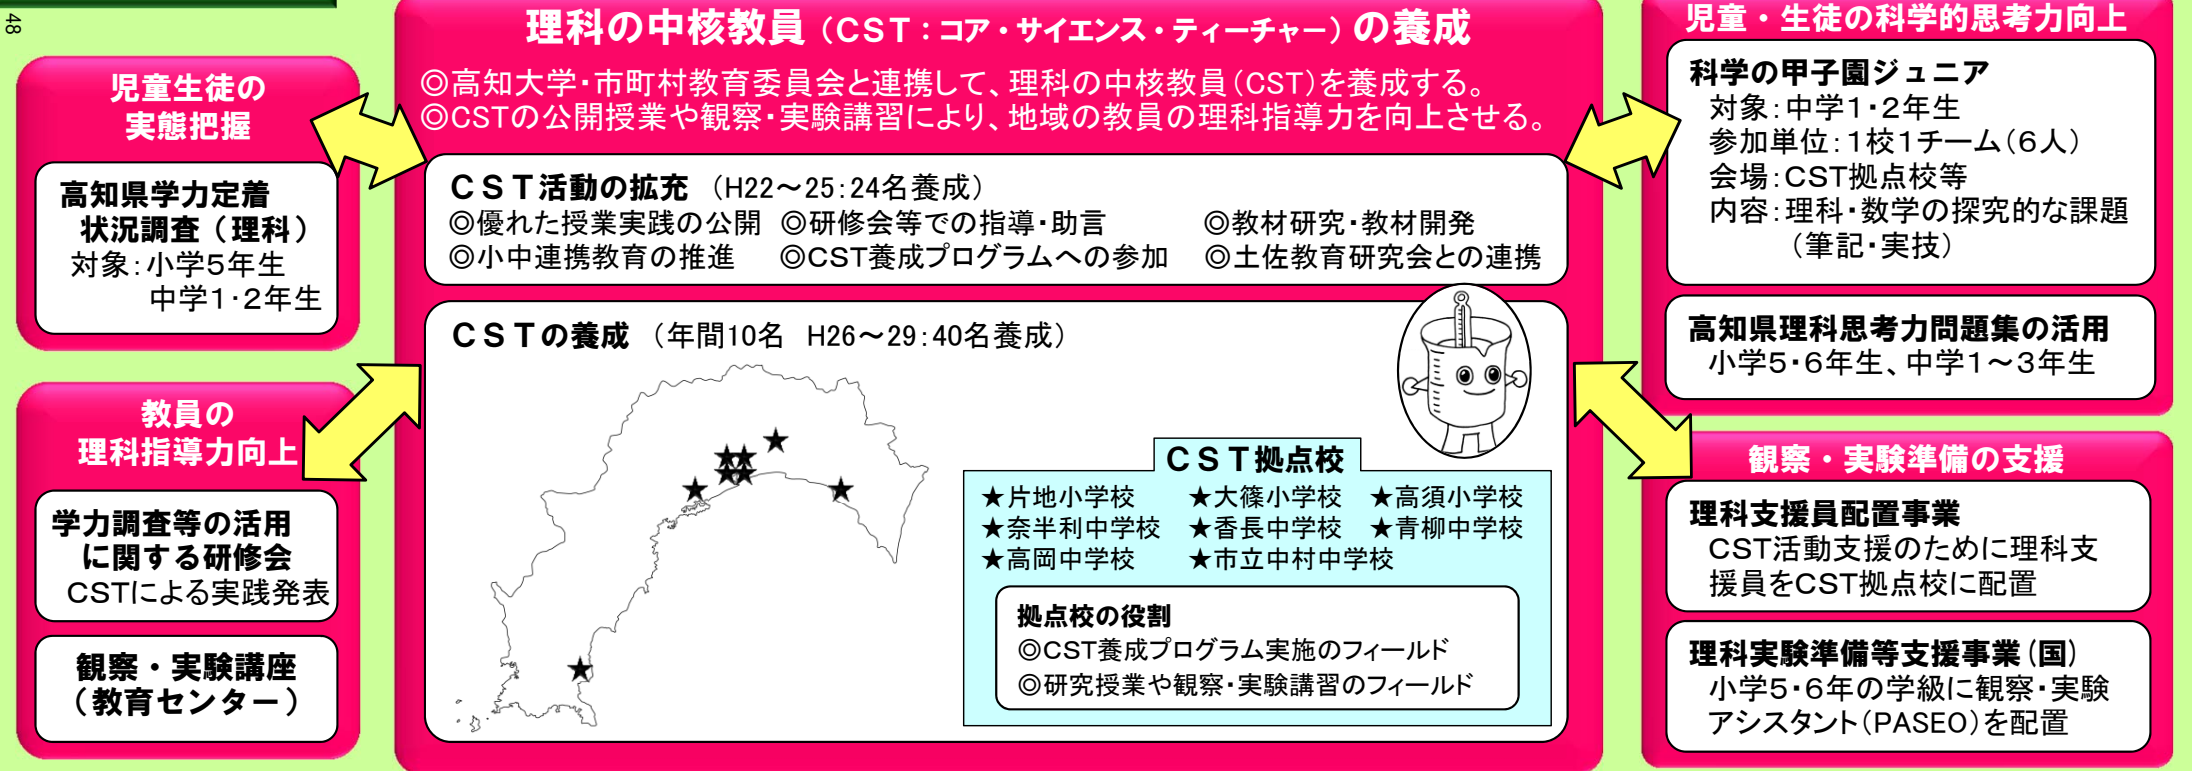 48
児童生徒の
実態把握
高知県学力定着
状況調査（理科）
対象：小学5年生
中学1・2年生
教員の
理科指導力向上
学力調査等の活用
に関する研修会
CSTによる実践発表
観察・実験講座
（教育センター）
理科の中核教員（CST：コア・サイエンス・ティーチャー）の養成
◎高知大学・市町村教育委員会と連携して、理科の中核教員（CST）を養成する。
◎CSTの公開授業や観察・実験講習により、地域の教員の理科指導力を向上させる。
CST活動の拡充 （H22～25：24名養成）
◎優れた授業実践の公開 ◎研修会等での指導・助言 ◎教材研究・教材開発
◎小中連携教育の推進 ◎CST養成プログラムへの参加 ◎土佐教育研究会との連携
CSTの養成 （年間10名 H26～29：40名養成）
CST拠点校
★片地小学校 ★大篠小学校 ★高須小学校
★奈半利中学校 ★香長中学校 ★青柳中学校
★高岡中学校 ★市立中村中学校
拠点校の役割
◎CST養成プログラム実施のフィールド
◎研究授業や観察・実験講習のフィールド
児童・生徒の科学的思考力向上
科学の甲子園ジュニア
対象：中学1・2年生
参加単位：1校1チーム（6人）
会場：CST拠点校等
内容：理科・数学の探究的な課題
（筆記・実技）
高知県理科思考力問題集の活用
小学5・6年生、中学1～3年生
観察・実験準備の支援
理科支援員配置事業
CST活動支援のために理科支
援員をCST拠点校に配置
理科実験準備等支援事業(国)
小学5・6年の学級に観察・実験
アシスタント（PASEO）を配置